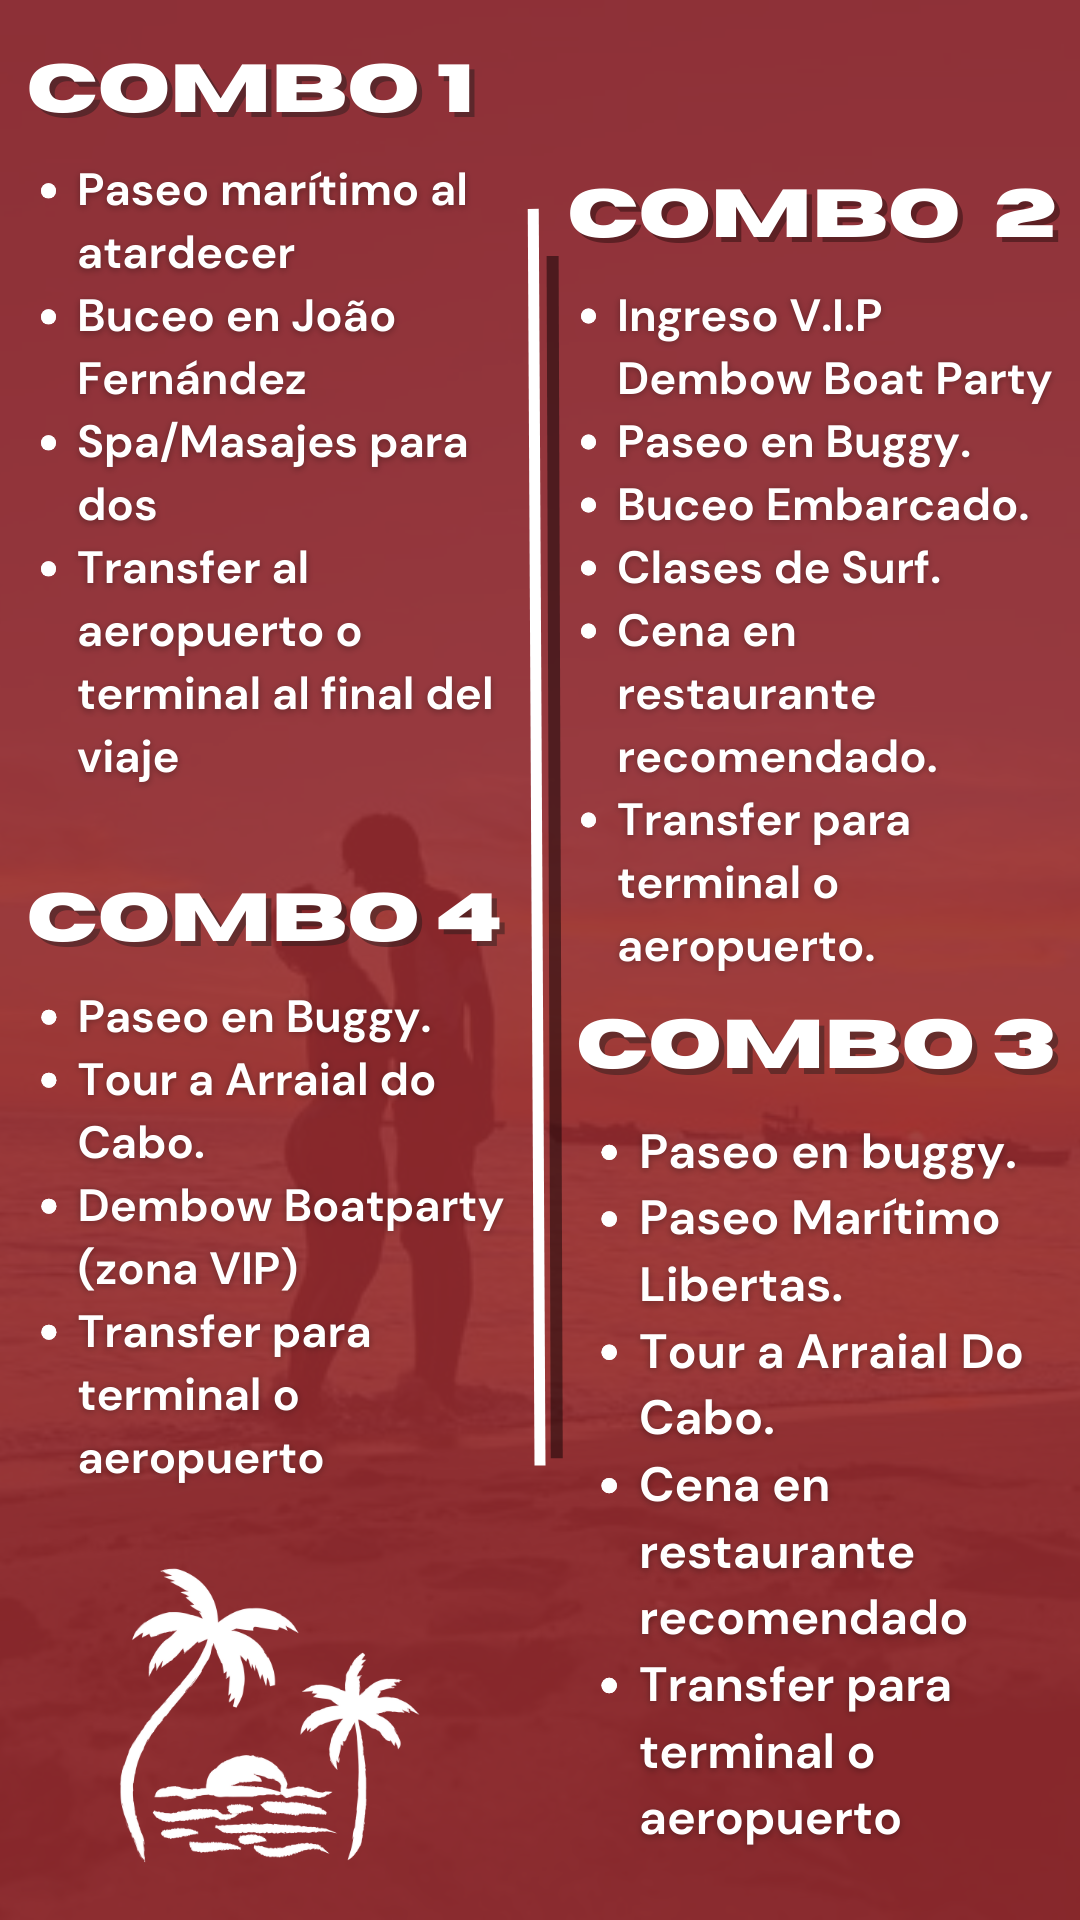 COMBO 1
• Paseo marítimo al
atardecer
• Buceo en João
Fernández
• Spa/Masajes para
dos
• Transfer al
aeropuerto o
terminal al final del
viaje
COMBO 2
• Ingreso V.I.P
Dembow Boat Party
• Paseo en Buggy.
• Buceo Embarcado.
• Clases de Surf.
• Cena en
restaurante
recomendado.
• Transfer para
terminal o
aeropuerto.
COMBO 4
• Paseo en Buggy.
• Tour a Arraial do
Cabo.
• Dembow Boatparty
(zona VIP)
• Transfer para
terminal o
aeropuerto
COMBO 3
• Paseo en buggy.
• Paseo Marítimo
Libertas.
• Tour a Arraial Do
Cabo.
• Cena en
restaurante
recomendado
• Transfer para
terminal o
aeropuerto